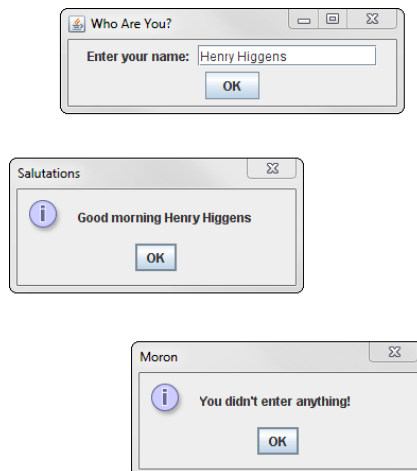 Who Are You?
Enter your name: Henry Higgens
OK
Salutations
Good morning Henry Higgens
OK
Moron
You didn't enter anything!
OK